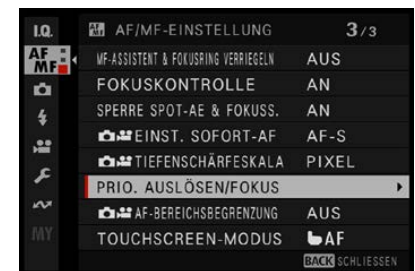 I.Q. AF/MF-EINSTELLUNG 3/3
AF MF
MF-ASSISTENT & FOKUSRING VERRIEGELN AUS
FOKUSKONTROLLE AN
SPERRE SPOT-AE & FOKUSS. AN
EINST. SOFORT-AF AF-S
TIEFENSCHÄRFESKALA PIXEL
PRIO. AUSLÖSEN/FOKUS
AF-BEREICHSBEGRENZUNG AUS
MY TOUCHSCREEN-MODUS AF
BACK SCHLIESSEN